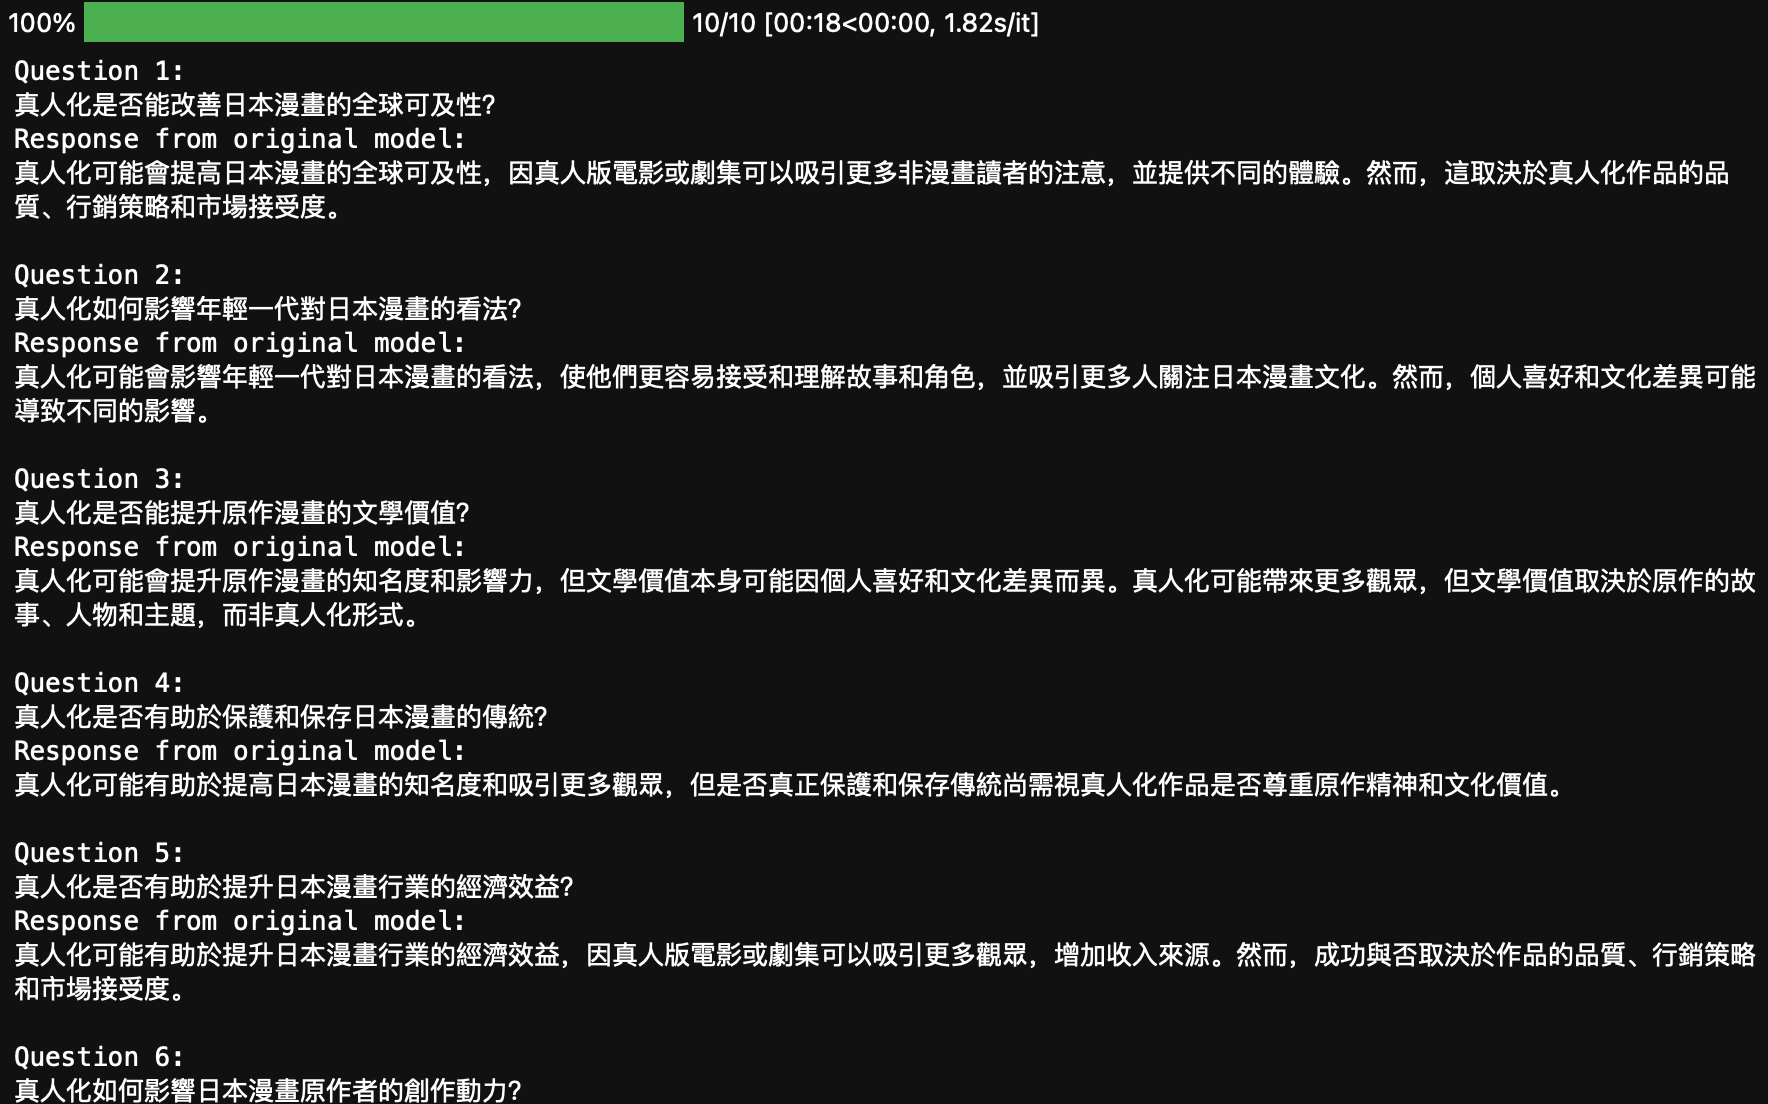 100% 10/10 [00:18<00:00, 1.82s/it]
Question 1:
真人化是否能改善日本漫畫的全球可及性?
Response from original model:
真人化可能會提高日本漫畫的全球可及性，因真人版電影或劇集可以吸引更多非漫畫讀者的注意，並提供不同的體驗。然而，這取決於真人化作品的品
質、行銷策略和市場接受度。
Question 2:
真人化如何影響年輕一代對日本漫畫的看法?
Response from original model:
真人化可能會影響年輕一代對日本漫畫的看法，使他們更容易接受和理解故事和角色，並吸引更多人關注日本漫畫文化。然而，個人喜好和文化差異可能
導致不同的影響。
Question 3:
真人化是否能提升原作漫畫的文學價值?
Response from original model:
真人化可能會提升原作漫畫的知名度和影響力，但文學價值本身可能因個人喜好和文化差異而異。真人化可能帶來更多觀眾，但文學價值取決於原作的故
事、人物和主題，而非真人化形式。
Question 4:
真人化是否有助於保護和保存日本漫畫的傳統?
Response from original model:
真人化可能有助於提高日本漫畫的知名度和吸引更多觀眾，但是否真正保護和保存傳統尚需視真人化作品是否尊重原作精神和文化價值。
Question 5:
真人化是否有助於提升日本漫畫行業的經濟效益?
Response from original model:
真人化可能有助於提升日本漫畫行業的經濟效益，因真人版電影或劇集可以吸引更多觀眾，增加收入來源。然而，成功與否取決於作品的品質、行銷策略
和市場接受度。
Question 6:
真人化如何影響日本漫畫原作者的創作動力?